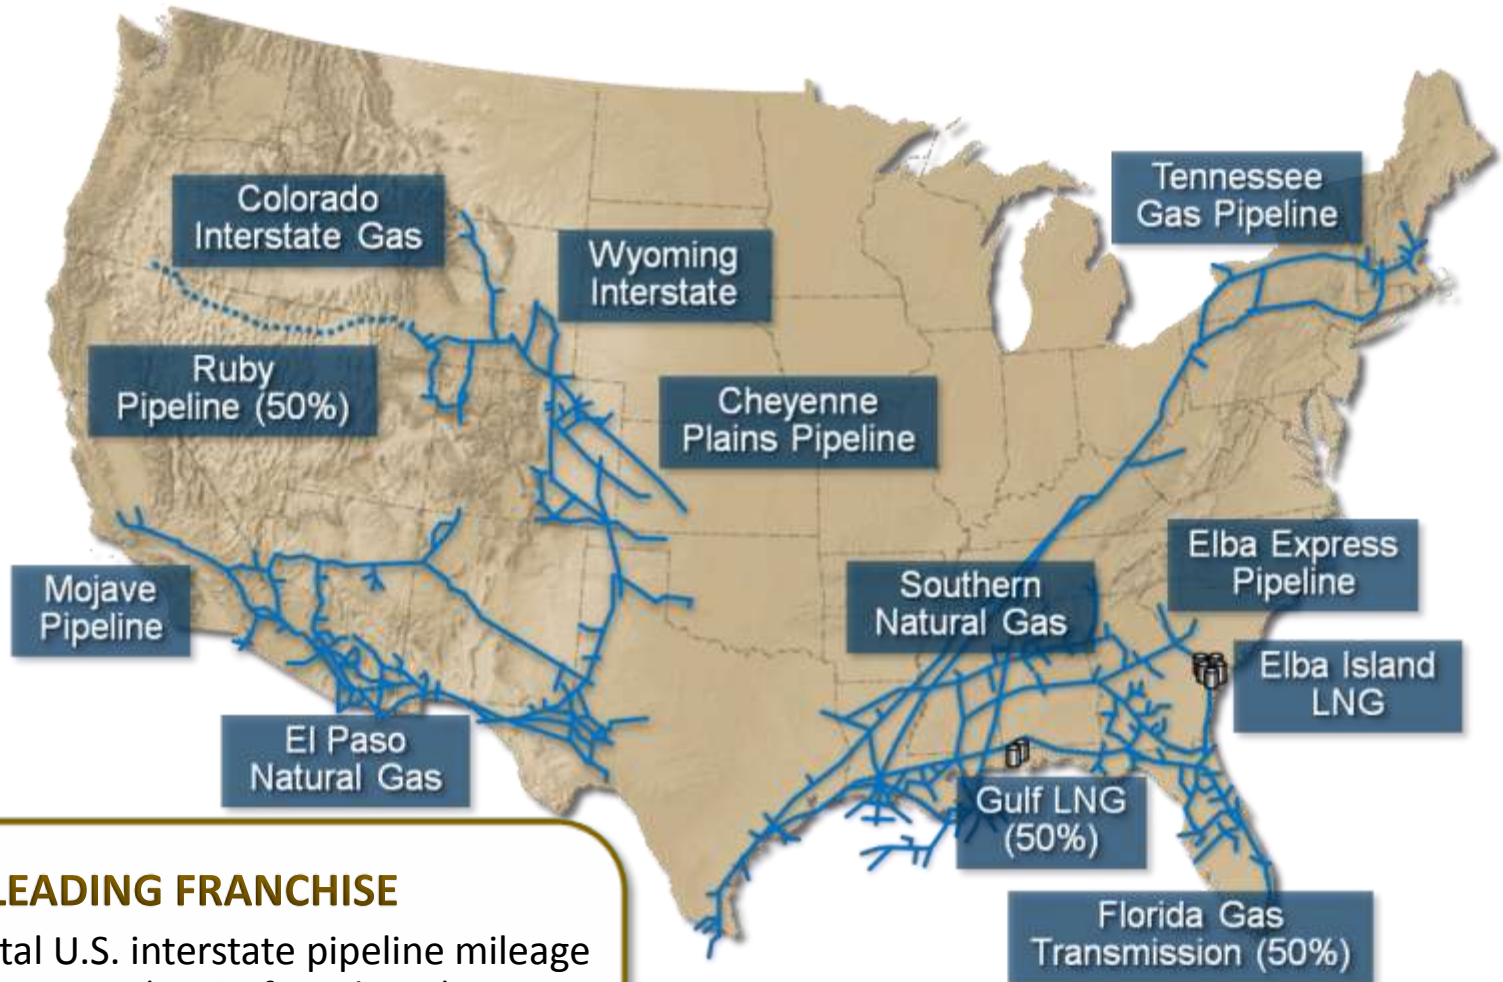 Tennessee
Gas Pipeline
Colorado
Interstate Gas
Wyoming
Interstate
Ruby
Pipeline (50%)
Cheyenne
Plains Pipeline
Elba Express
Pipeline
Mojave
Pipeline
Southern
Natural Gas
Elba Island
LNG
El Paso
Natural Gas
Gulf LNG
(50%)
LEADING FRANCHISE
Florida Gas
Transmission (50%)
tal U.S. interstate pipeline mileage